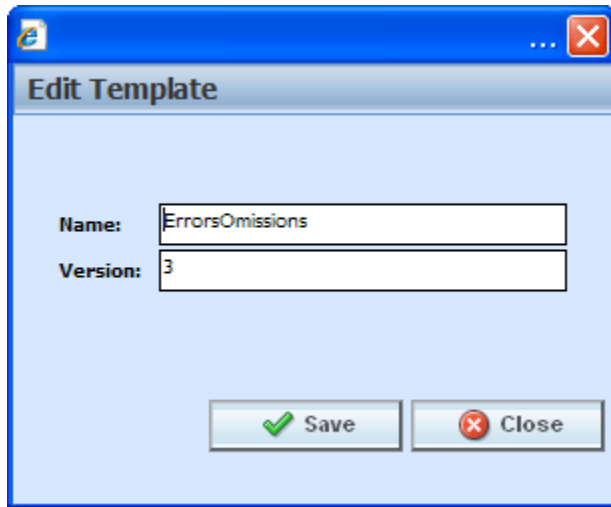 ...
Edit Template
Name: ErrorsOmissions
Version: 3
Save Close